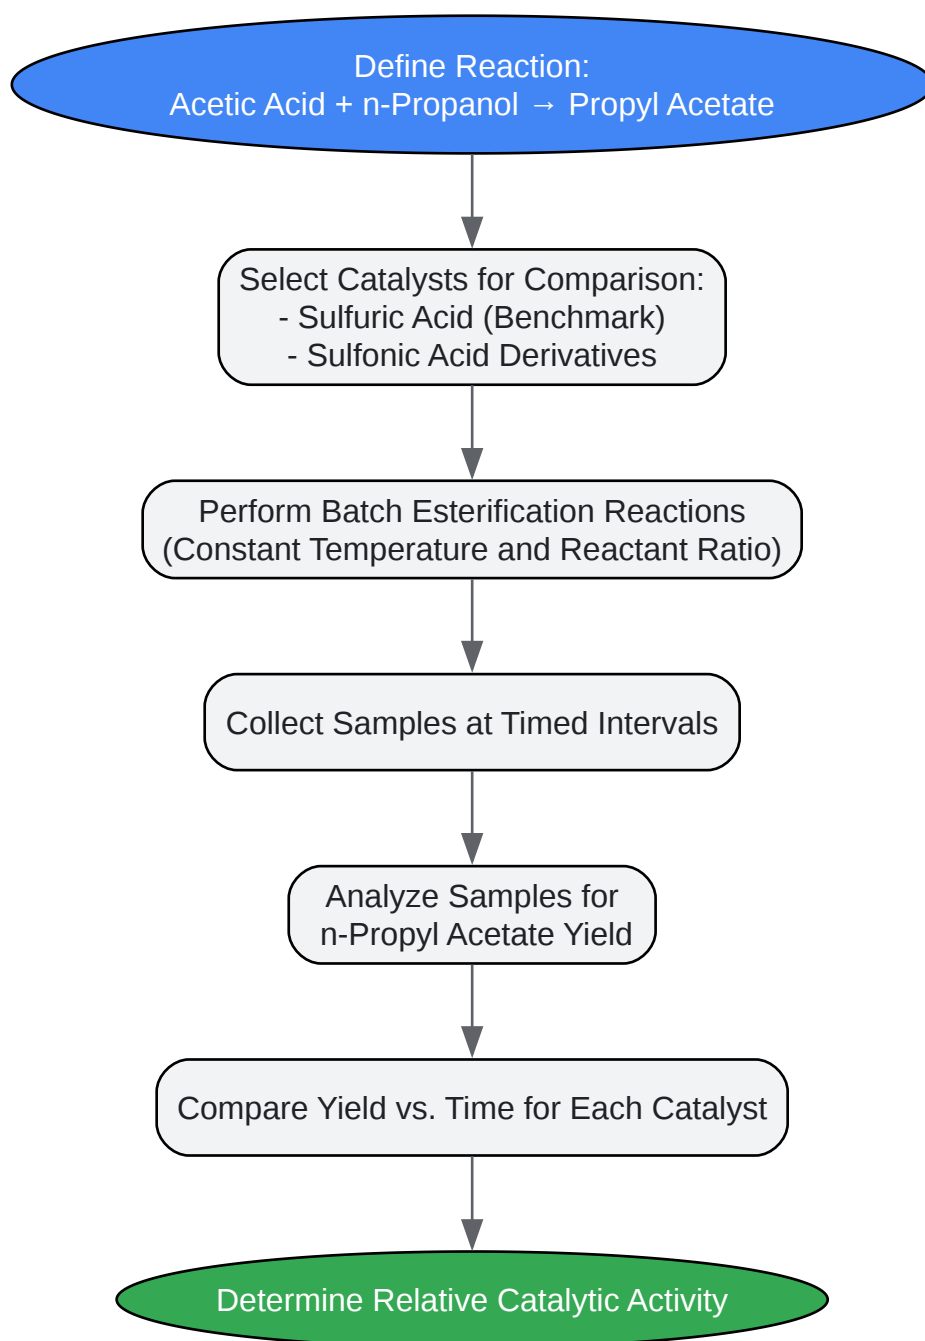 Define Reaction:
Acetic Acid + n-Propanol → Propyl Acetate
Select Catalysts for Comparison:
- Sulfuric Acid (Benchmark)
- Sulfonic Acid Derivatives
Perform Batch Esterification Reactions
(Constant Temperature and Reactant Ratio)
Collect Samples at Timed Intervals
Analyze Samples for
n-Propyl Acetate Yield
Compare Yield vs. Time for Each Catalyst
Determine Relative Catalytic Activity